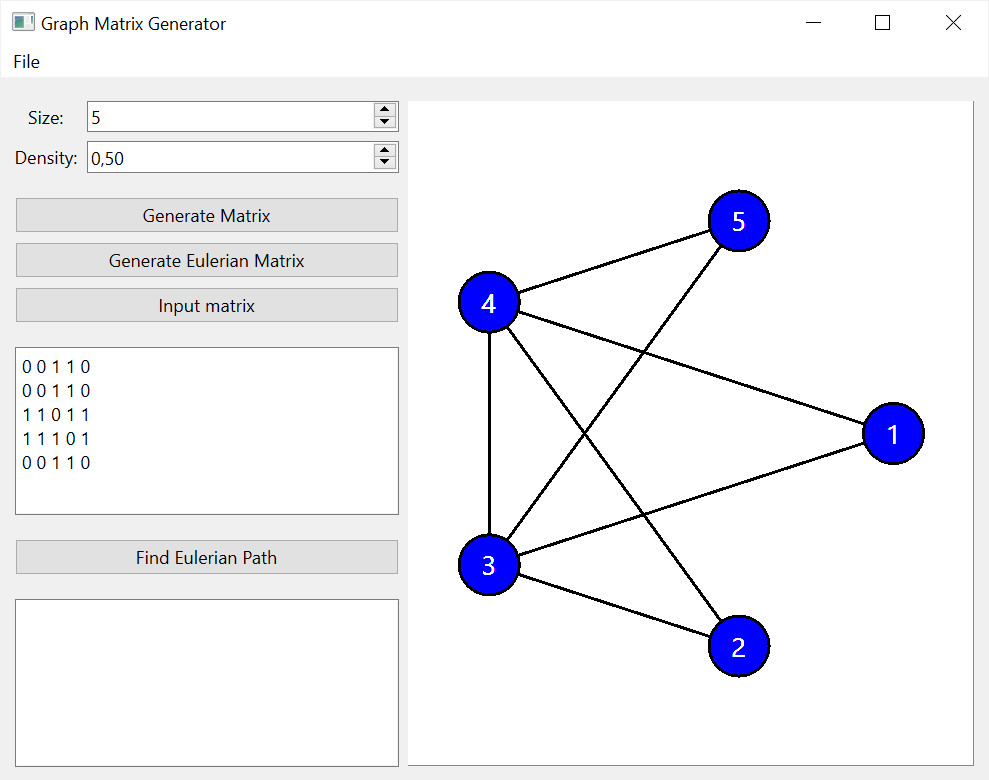 Graph Matrix Generator
File
Size:
5
Density:
0,50
Generate Matrix
Generate Eulerian Matrix
Input matrix
0 0 1 1 0
0 0 1 1 0
1 1 0 1 1
1 1 1 0 1
0 0 1 1 0
Find Eulerian Path
5
4
1
3
2